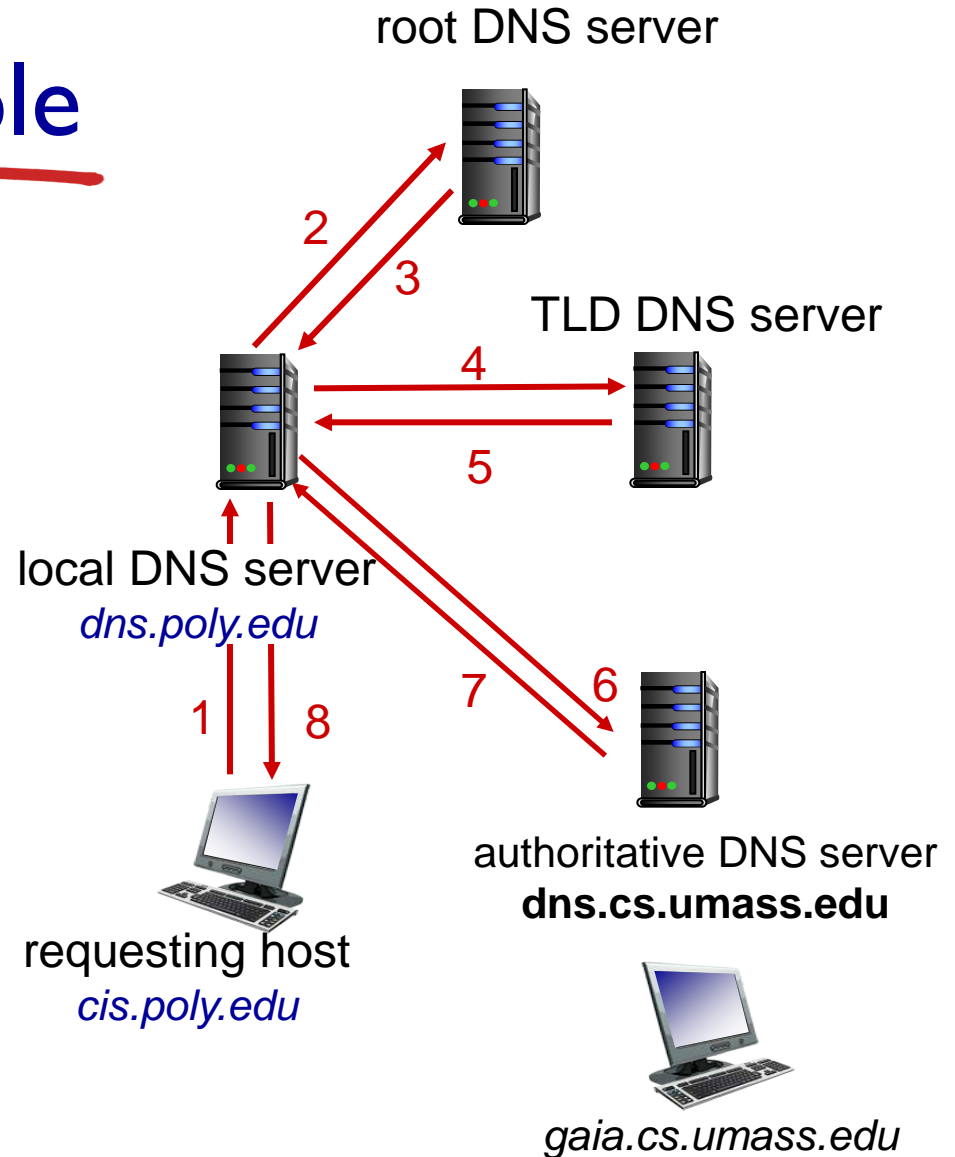 root DNS server
2
3
TLD DNS server
4
5
local DNS server
dns.poly.edu
1
8
7
6
requesting host
cis.poly.edu
authoritative DNS server
dns.cs.umass.edu
gaia.cs.umass.edu